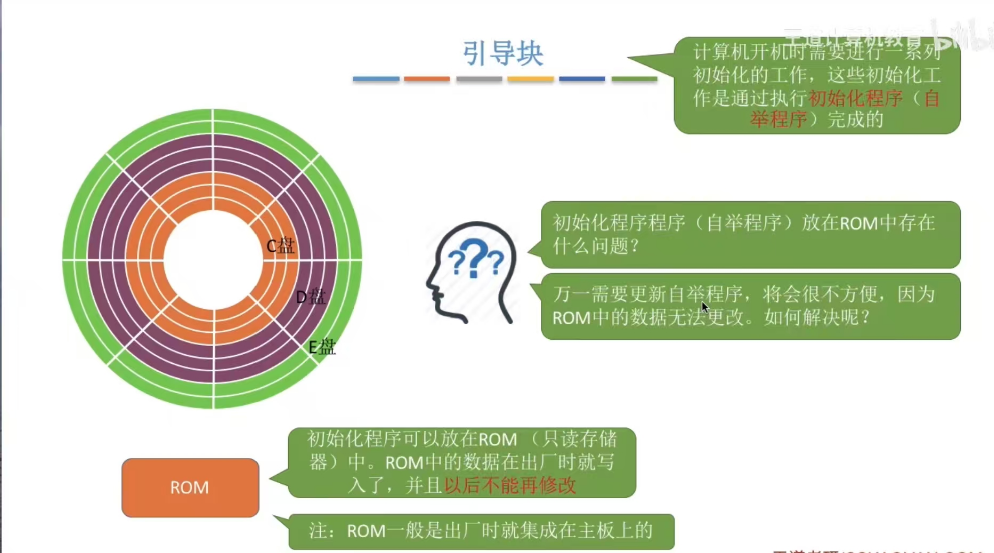 王道计算机教育
引导块
计算机开机时需要进行一系列
初始化的工作，这些初始化工
作是通过执行初始化程序（自
举程序）完成的
初始化程序程序（自举程序）放在ROM中存在
什么问题？
万一需要更新自举程序，将会很不方便，因为
ROM中的数据无法更改。如何解决呢？
C盘
D盘
E盘
初始化程序可以放在ROM （只读存储
器）中。ROM中的数据在出厂时就写
入了，并且以后不能再修改
ROM
注：ROM一般是出厂时就集成在主板上的